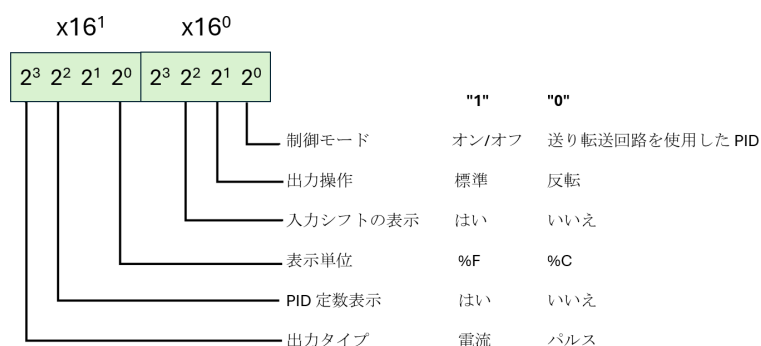 x16¹ x16⁰
2³ 2² 2¹ 2⁰ 2³ 2² 2¹ 2⁰
"1" "0"
制御モード オン/オフ 送り転送回路を使用した PID
出力操作 標準 反転
入力シフトの表示 はい いいえ
表示単位 %F %C
PID 定数表示 はい いいえ
出力タイプ 電流 パルス